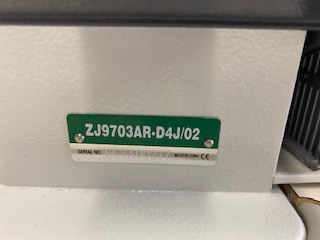 ZJ9703AR-D4J/02
SERIAL NO.
MADE IN CHINA CE